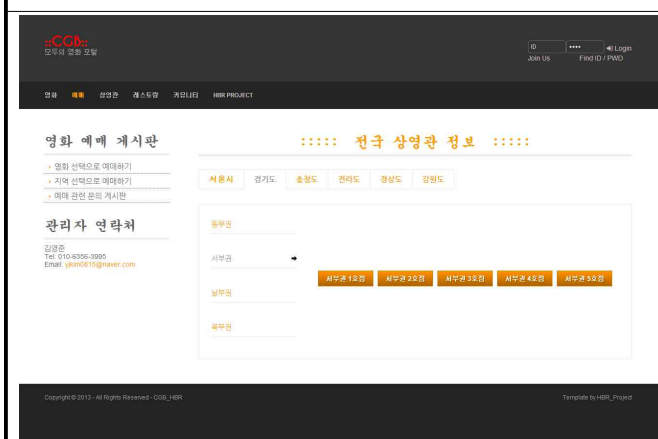 ::CGB::
모두의 영화 포털
ID
•••• Login
Join Us Find ID / PWD
영화 예매 상영관 레스토랑 커뮤니티 HBR PROJECT
영화 예매 게시판
영화 선택으로 예매하기
지역 선택으로 예매하기
예매 관련 문의 게시판
관리자 연락처
김영준
Tel: 010-6356-3995
Email: yjkim0815@naver.com
::::: 전국 상영관 정보 :::::
서울시 경기도 충청도 전라도 경상도 강원도
동부권
서부권
남부권
북부권
서부권 1호점 서부권 2호점 서부권 3호점 서부권 4호점 서부권 5호점
Copyright © 2013 - All Rights Reserved - CGB_HBR
Template by HBR_Project